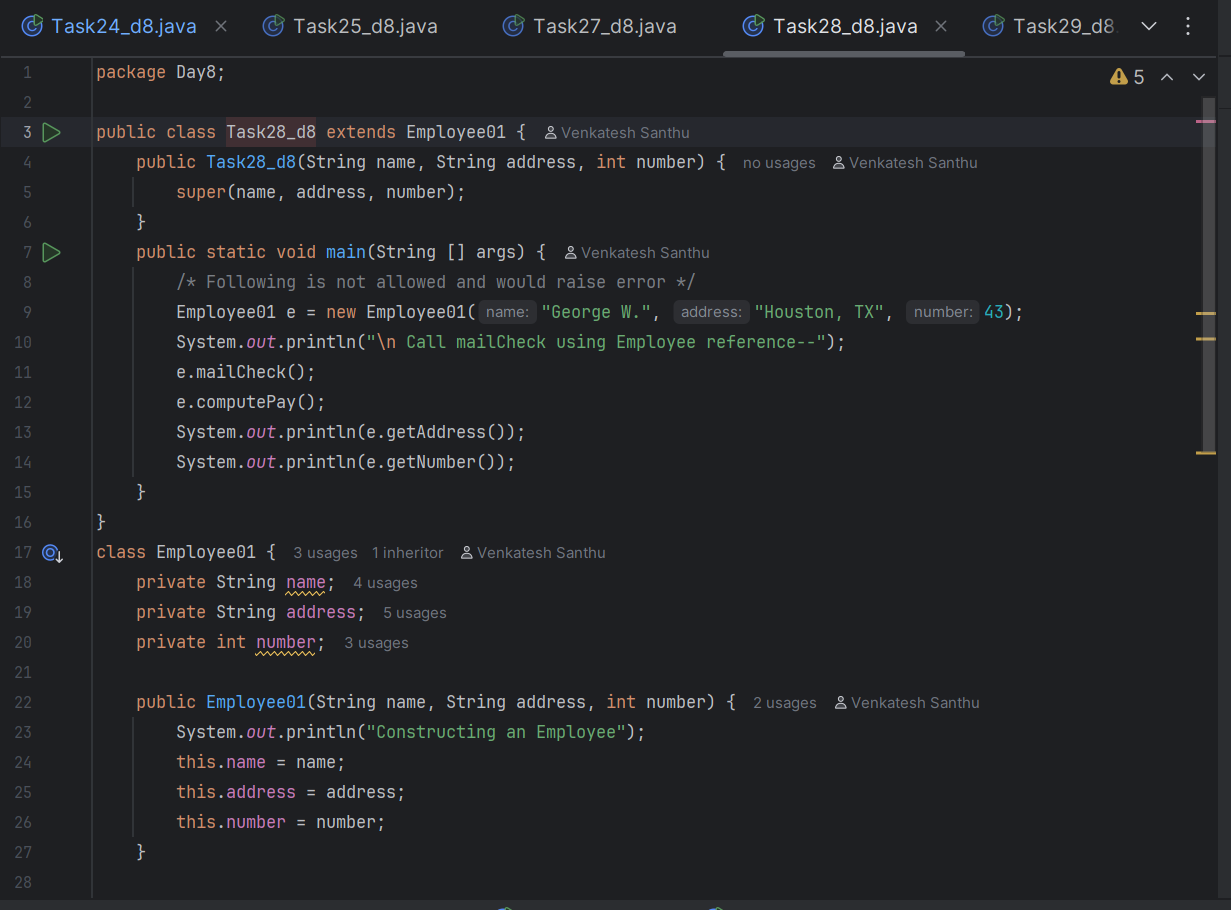 Task24_d8.java Task25_d8.java Task27_d8.java Task28_d8.java Task29_d8
1 package Day8; 5
2
3 public class Task28_d8 extends Employee01 { Venkatesh Santhu
4 public Task28_d8(String name, String address, int number) { no usages Venkatesh Santhu
5 super(name, address, number);
6 }
7 public static void main(String [] args) { Venkatesh Santhu
8 /* Following is not allowed and would raise error */
9 Employee01 e = new Employee01( name: "George W.", address: "Houston, TX", number: 43);
10 System.out.println("\n Call mailCheck using Employee reference--");
11 e.mailCheck();
12 e.computePay();
13 System.out.println(e.getAddress());
14 System.out.println(e.getNumber());
15 }
16 }
17 class Employee01 { 3 usages 1 inheritor Venkatesh Santhu
18 private String name; 4 usages
19 private String address; 5 usages
20 private int number; 3 usages
21
22 public Employee01(String name, String address, int number) { 2 usages Venkatesh Santhu
23 System.out.println("Constructing an Employee");
24 this.name = name;
25 this.address = address;
26 this.number = number;
27 }
28